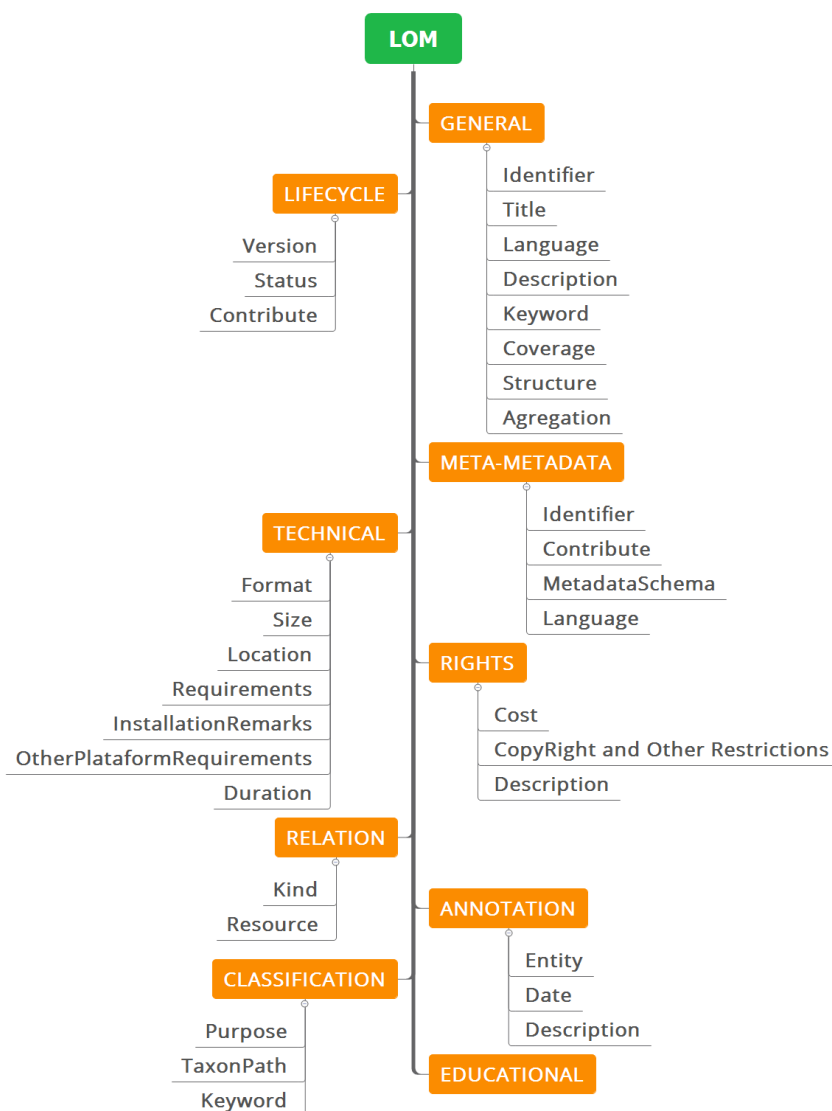 LOM
GENERAL
Identifier
Title
Language
Description
Keyword
Coverage
Structure
Agregation
LIFECYCLE
Version
Status
Contribute
META-METADATA
Identifier
Contribute
MetadataSchema
Language
TECHNICAL
Format
Size
Location
Requirements
InstallationRemarks
OtherPlataformRequirements
Duration
RIGHTS
Cost
CopyRight and Other Restrictions
Description
RELATION
Kind
Resource
ANNOTATION
Entity
Date
Description
CLASSIFICATION
Purpose
TaxonPath
Keyword
EDUCATIONAL